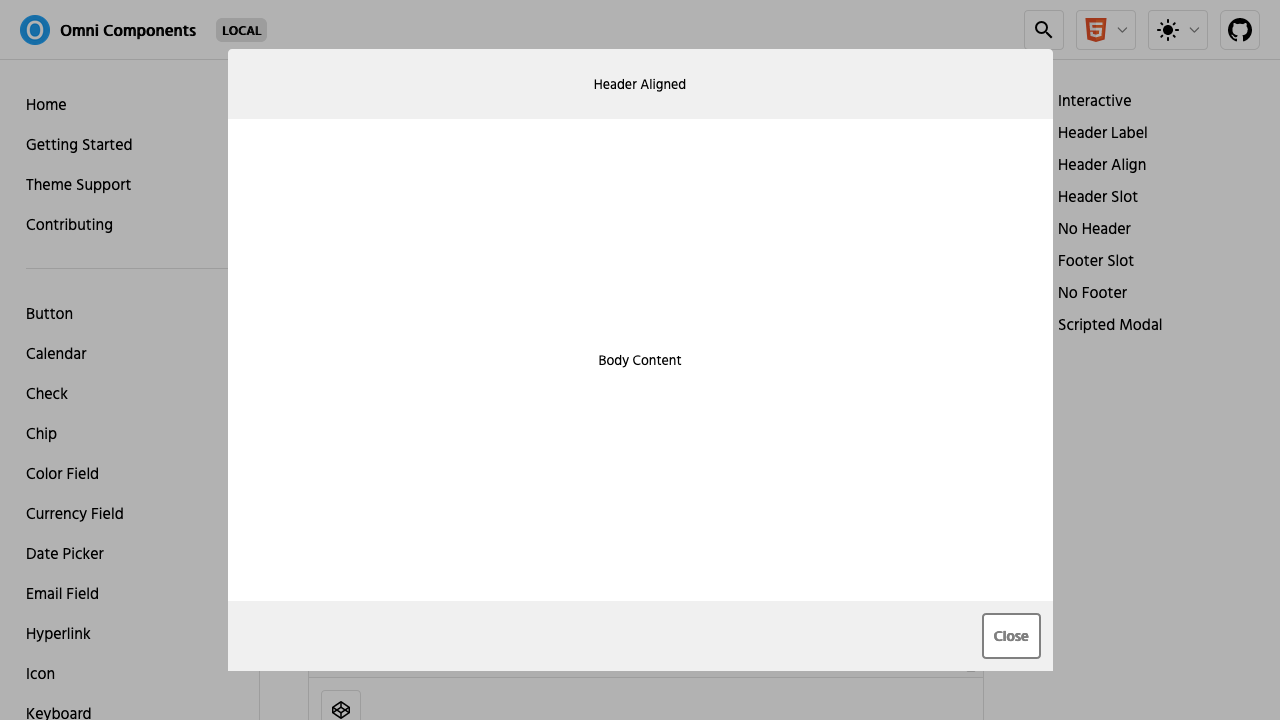 Omni Components
LOCAL
Header Aligned
Home
Getting Started
Theme Support
Contributing
Button
Calendar
Check
Chip
Color Field
Currency Field
Date Picker
Email Field
Hyperlink
Icon
Keyboard
Body Content
Close
Interactive
Header Label
Header Align
Header Slot
No Header
Footer Slot
No Footer
Scripted Modal